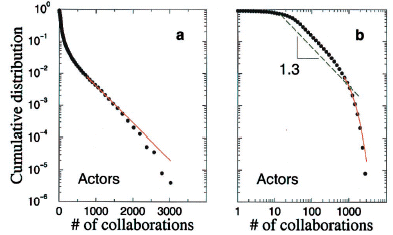 Cumulative distribution
10^0
10^-1
10^-2
10^-3
10^-4
10^-5
10^-6
a
Actors
0 1000 2000 3000
# of collaborations
b
1.3
Actors
1 10 100 1000
# of collaborations